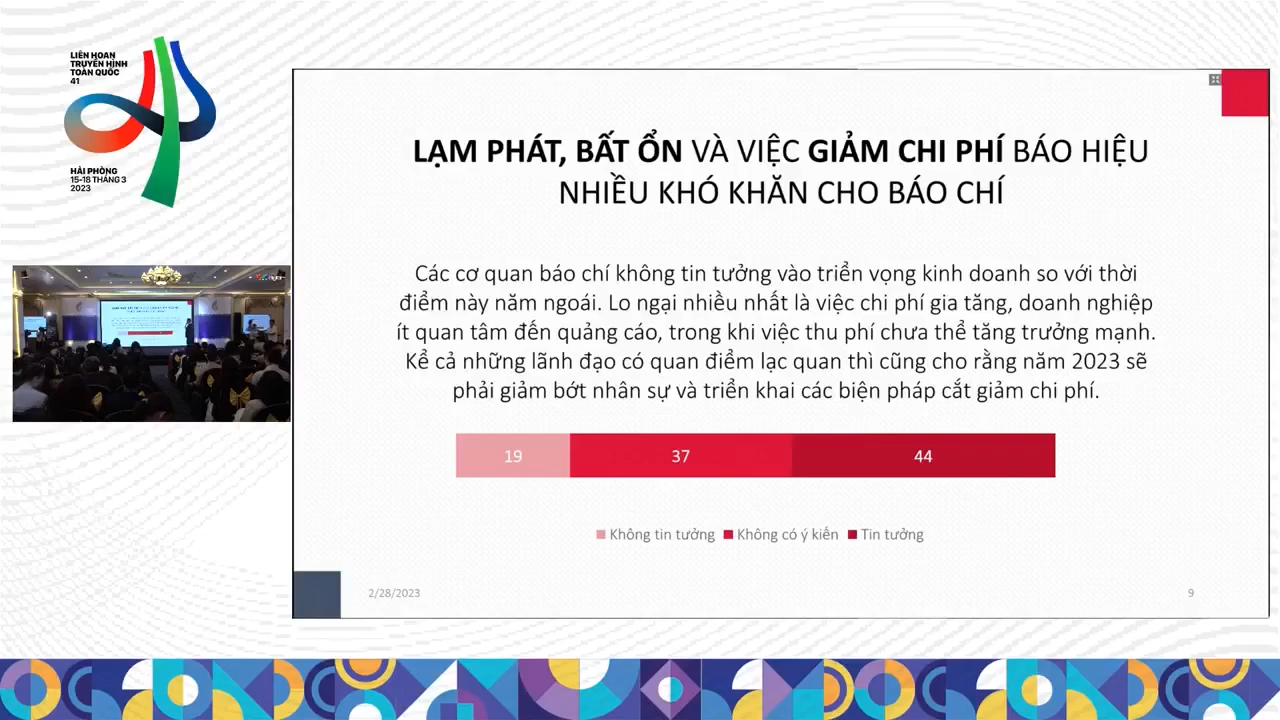 LIÊN HOAN
TRUYỀN HÌNH
TOÀN QUỐC
41
HẢI PHÒNG
15-18 THÁNG 3
2023
LẠM PHÁT, BẤT ỔN VÀ VIỆC GIẢM CHI PHÍ BÁO HIỆU
NHIỀU KHÓ KHĂN CHO BÁO CHÍ
Các cơ quan báo chí không tin tưởng vào triển vọng kinh doanh so với thời
điểm này năm ngoái. Lo ngại nhiều nhất là việc chi phí gia tăng, doanh nghiệp
ít quan tâm đến quảng cáo, trong khi việc thu phí chưa thể tăng trưởng mạnh.
Kể cả những lãnh đạo có quan điểm lạc quan thì cũng cho rằng năm 2023 sẽ
phải giảm bớt nhân sự và triển khai các biện pháp cắt giảm chi phí.
19 37 44
Không tin tưởng Không có ý kiến Tin tưởng
2/28/2023 9